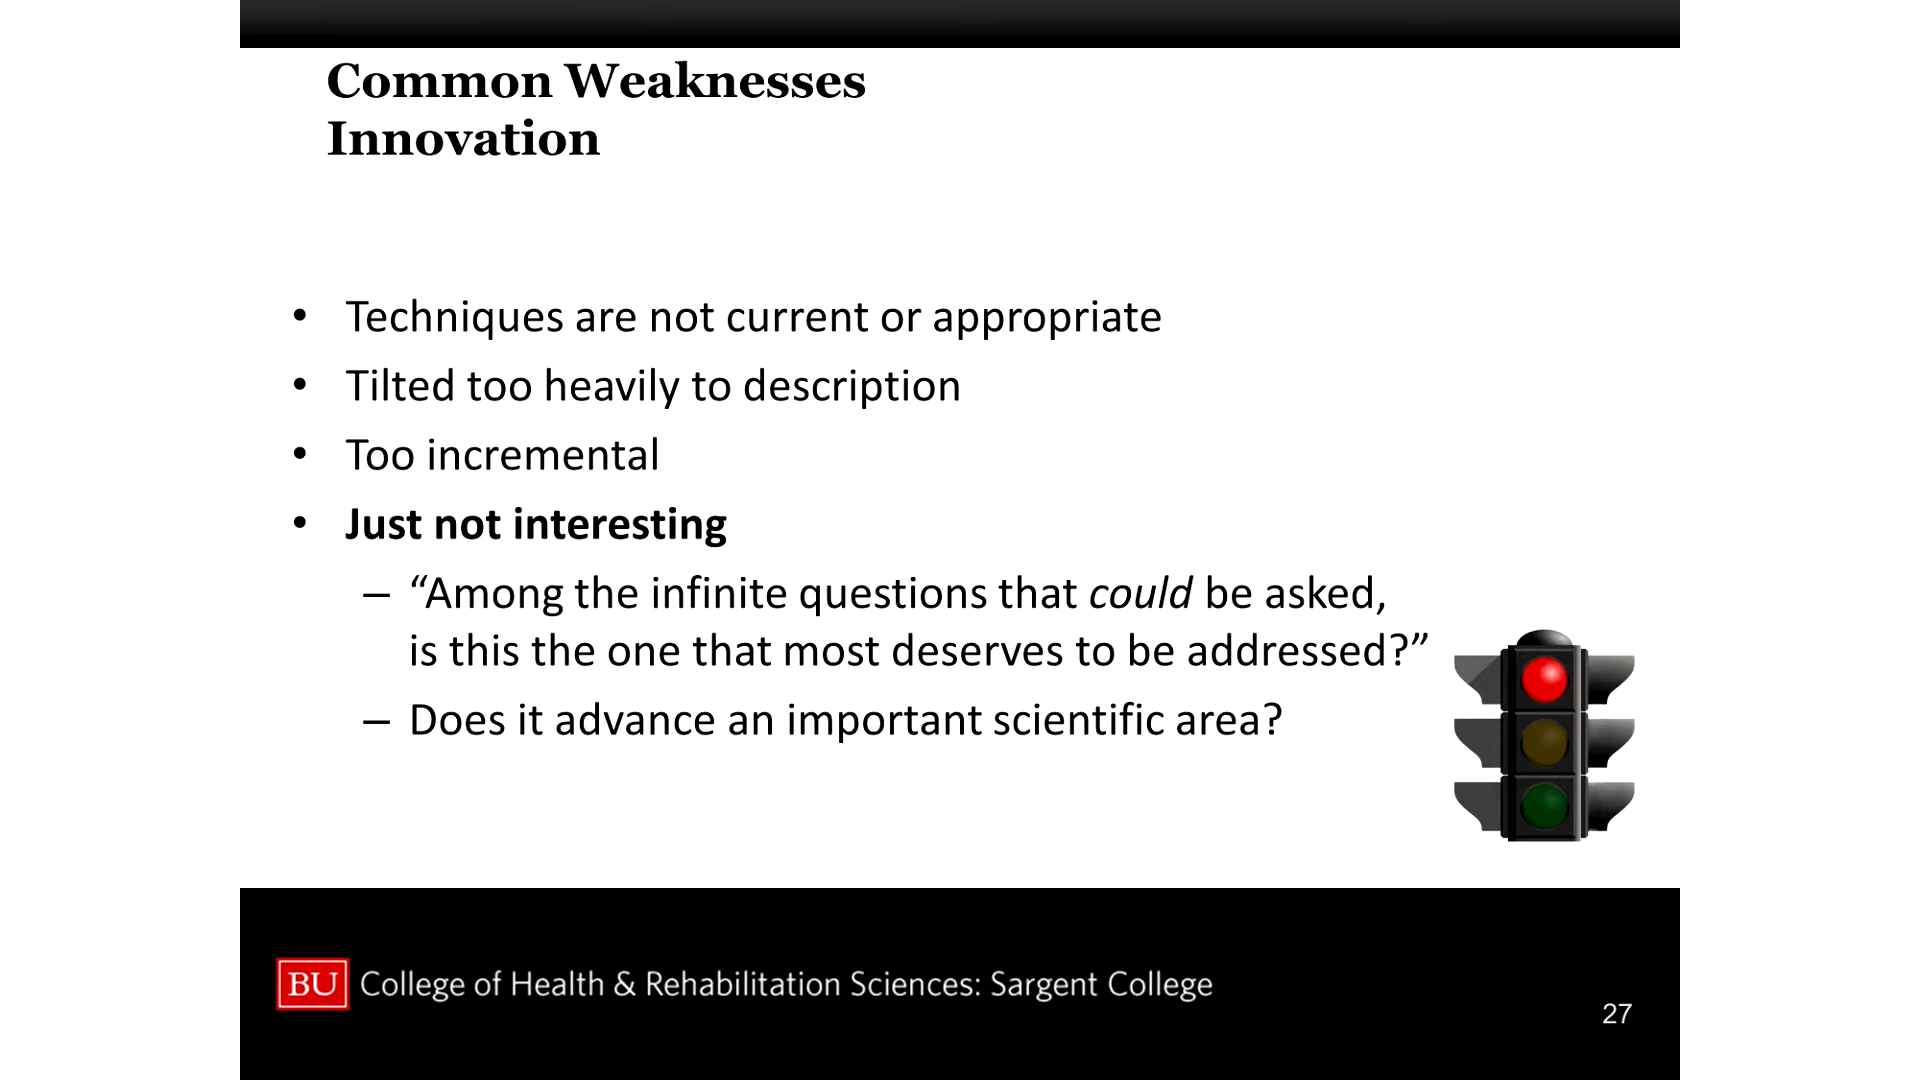 Common Weaknesses
Innovation
• Techniques are not current or appropriate
• Tilted too heavily to description
• Too incremental
• Just not interesting
– “Among the infinite questions that could be asked,
is this the one that most deserves to be addressed?”
– Does it advance an important scientific area?
BU College of Health & Rehabilitation Sciences: Sargent College
27